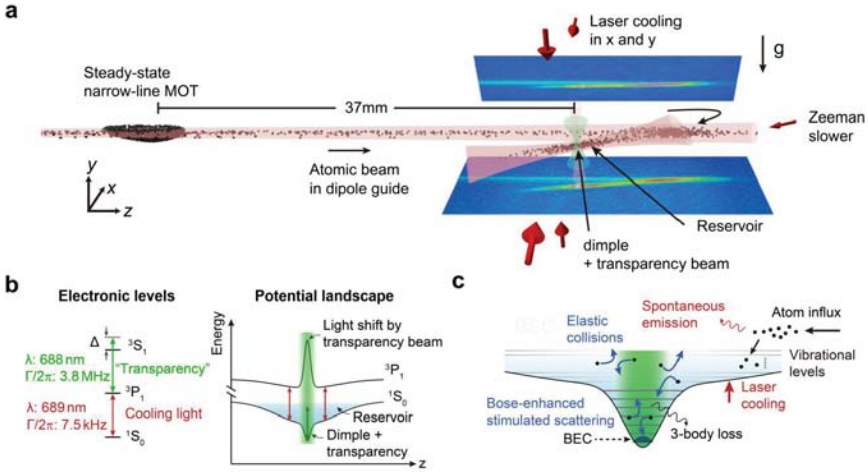 a
Laser cooling
in x and y
g
Steady-state
narrow-line MOT
37mm
Zeeman
slower
Atomic beam
in dipole guide
y
x
z
Reservoir
dimple
+ transparency beam
b
Electronic levels
Δ
³S₁
λ: 688 nm
Γ/2π: 3.8 MHz
"Transparency"
³P₁
λ: 689 nm
Γ/2π: 7.5 kHz
Cooling light
¹S₀
Potential landscape
Energy
Light shift by
transparency beam
³P₁
¹S₀
Reservoir
Dimple +
transparency
z
c
Spontaneous
emission
Atom influx
Elastic
collisions
Vibrational
levels
Laser
cooling
Bose-enhanced
stimulated scattering
BEC
3-body loss